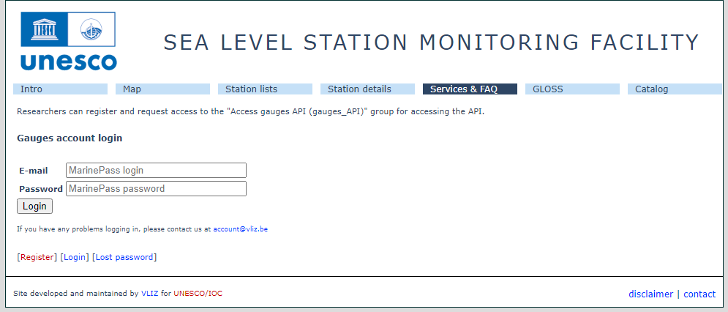 unesco
SEA LEVEL STATION MONITORING FACILITY
Intro Map Station lists Station details Services & FAQ GLOSS Catalog
Researchers can register and request access to the "Access gauges API (gauges_API)" group for accessing the API.
Gauges account login
E-mail MarinePass login
Password MarinePass password
Login
If you have any problems logging in, please contact us at account@vliz.be
[Register] [Login] [Lost password]
Site developed and maintained by VLIZ for UNESCO/IOC disclaimer | contact